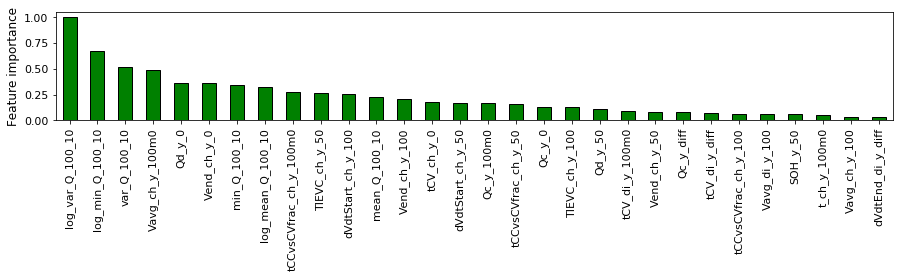 Feature importance
1.00
0.75
0.50
0.25
0.00
log_var_Q_100_10
log_min_Q_100_10
var_Q_100_10
Vavg_ch_y_100m0
Qd_y_0
Vend_ch_y_0
min_Q_100_10
log_mean_Q_100_10
tCCvsCVfrac_ch_y_100m0
TIEVC_ch_y_50
dVdtStart_ch_y_100
mean_Q_100_10
Vend_ch_y_100
tCV_ch_y_0
dVdtStart_ch_y_50
Qc_y_100m0
tCCvsCVfrac_ch_y_50
Qc_y_0
TIEVC_ch_y_100
Qd_y_50
tCV_di_y_100m0
Vend_ch_y_50
Qc_y_diff
tCV_di_y_diff
tCCvsCVfrac_ch_y_100
Vavg_di_y_100
SOH_y_50
t_ch_y_100m0
Vavg_ch_y_100
dVdtEnd_di_y_diff